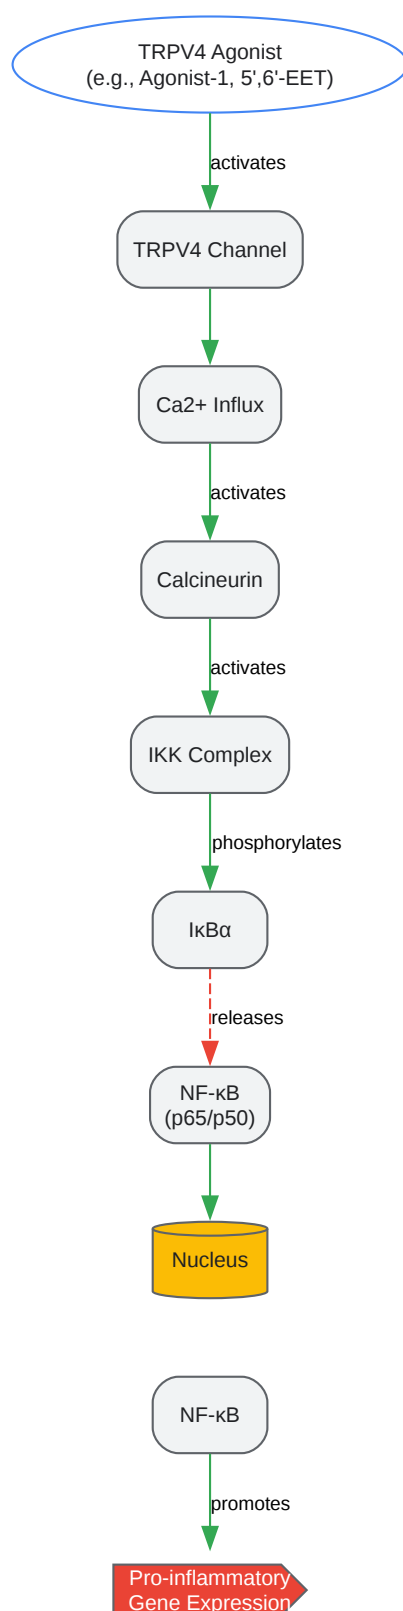 TRPV4 Agonist
(e.g., Agonist-1, 5',6'-EET)
activates
TRPV4 Channel
Ca2+ Influx
activates
Calcineurin
activates
IKK Complex
phosphorylates
IκBα
releases
NF-κB
(p65/p50)
Nucleus
NF-κB
promotes
Pro-inflammatory
Gene Expression